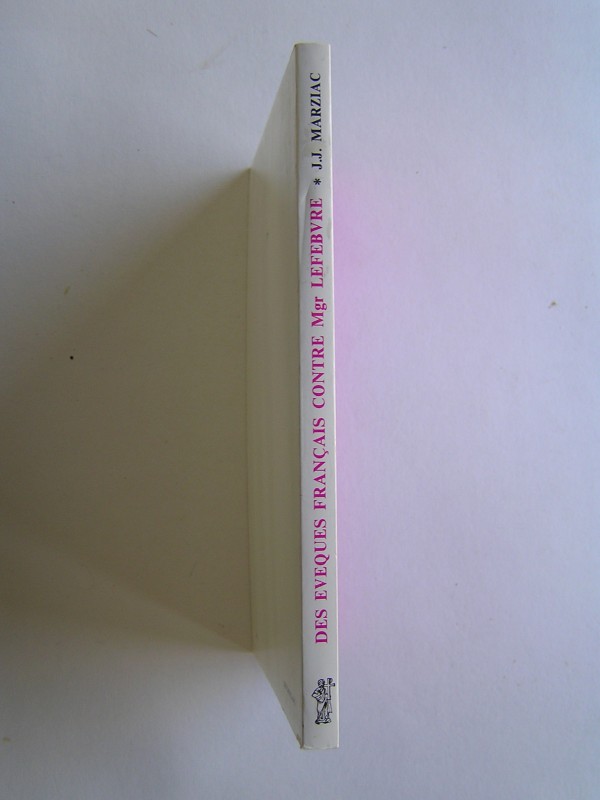 DES EVEQUES FRANÇAIS CONTRE Mgr LEFEBVRE * J.J. MARZIAC